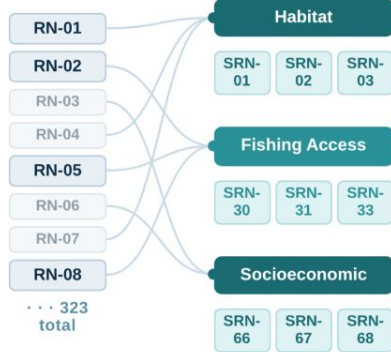 RN-01
RN-02
RN-03
RN-04
RN-05
RN-06
RN-07
RN-08
· · · 323
total
Habitat
SRN-
01
SRN-
02
SRN-
03
Fishing Access
SRN-
30
SRN-
31
SRN-
33
Socioeconomic
SRN-
66
SRN-
67
SRN-
68